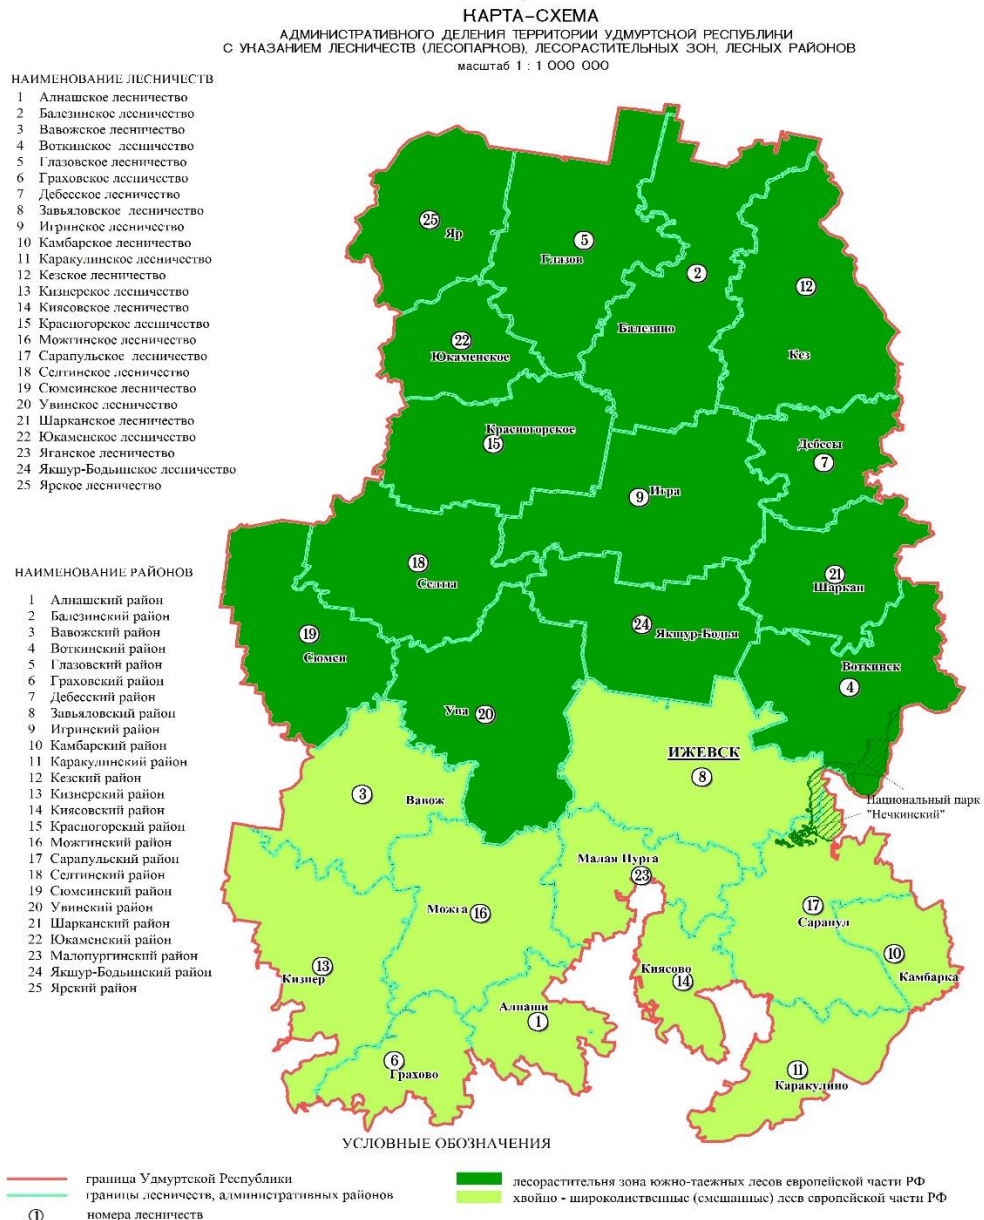 КАРТА-СХЕМА
АДМИНИСТРАТИВНОГО ДЕЛЕНИЯ ТЕРРИТОРИИ УДМУРТСКОЙ РЕСПУБЛИКИ
С УКАЗАНИЕМ ЛЕСНИЧЕСТВ (ЛЕСОПАРКОВ), ЛЕСОРАСТИТЕЛЬНЫХ ЗОН, ЛЕСНЫХ РАЙОНОВ
масштаб 1 : 1 000 000
НАИМЕНОВАНИЕ ЛЕСНИЧЕСТВ
1 Алнашское лесничество
2 Балезинское лесничество
3 Вавожское лесничество
4 Воткинское лесничество
5 Глазовское лесничество
6 Граховское лесничество
7 Дебесское лесничество
8 Завьяловское лесничество
9 Игринское лесничество
10 Камбарское лесничество
11 Каракулинское лесничество
12 Кезское лесничество
13 Кизнерское лесничество
14 Киясовское лесничество
15 Красногорское лесничество
16 Можгинское лесничество
17 Сарапульское лесничество
18 Селтинское лесничество
19 Сюмсинское лесничество
20 Увинское лесничество
21 Шарканское лесничество
22 Юкаменское лесничество
23 Яганское лесничество
24 Якшур-Бодьинское лесничество
25 Ярское лесничество
НАИМЕНОВАНИЕ РАЙОНОВ
1 Алнашский район
2 Балезинский район
3 Вавожский район
4 Воткинский район
5 Глазовский район
6 Граховский район
7 Дебесский район
8 Завьяловский район
9 Игринский район
10 Камбарский район
11 Каракулинский район
12 Кезский район
13 Кизнерский район
14 Киясовский район
15 Красногорский район
16 Можгинский район
17 Сарапульский район
18 Селтинский район
19 Сюмсинский район
20 Увинский район
21 Шарканский район
22 Юкаменский район
23 Малопургинский район
24 Якшур-Бодьинский район
25 Ярский район
25
Яр
5
Глазов
2
Балезино
12
Кез
22
Юкаменское
Красногорское
15
Дебесы
7
9 Игра
18
Селты
21
Шаркан
19
Сюмси
24 Якшур-Бодья
Воткинск
4
Ува 20
ИЖЕВСК
8
3 Вавож
Национальный парк
"Нечкинский"
Малая Пурга
23
Можга 16
17
Сарапул
10
Камбарка
13
Кизнер
Киясово
14
Алнаши
1
6
Грахово
11
Каракулино
УСЛОВНЫЕ ОБОЗНАЧЕНИЯ
граница Удмуртской Республики
границы лесничеств, административных районов
1 номера лесничеств
лесорастительня зона южно-таежных лесов европейской части РФ
хвойно - широколиственные (смешанные) лесв европейской части РФ